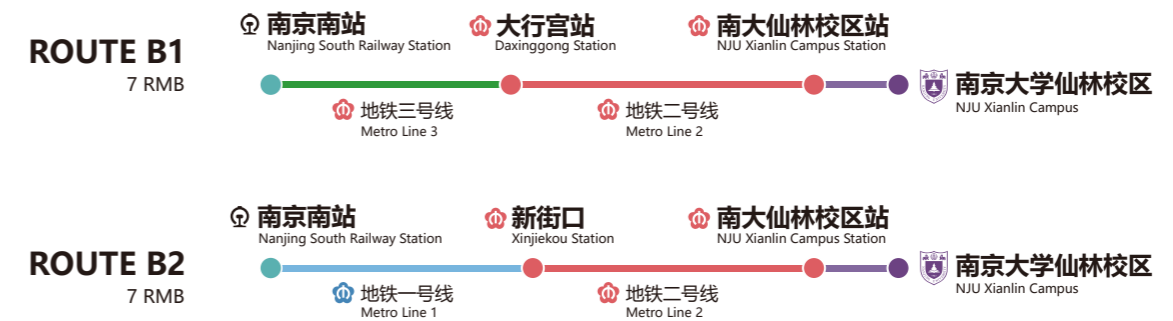 南京南站
Nanjing South Railway Station
大行宫站
Daxinggong Station
南大仙林校区站
NJU Xianlin Campus Station
ROUTE B1
7 RMB
南京大学仙林校区
NJU Xianlin Campus
地铁三号线
Metro Line 3
地铁二号线
Metro Line 2
南京南站
Nanjing South Railway Station
新街口
Xinjiekou Station
南大仙林校区站
NJU Xianlin Campus Station
ROUTE B2
7 RMB
南京大学仙林校区
NJU Xianlin Campus
地铁一号线
Metro Line 1
地铁二号线
Metro Line 2